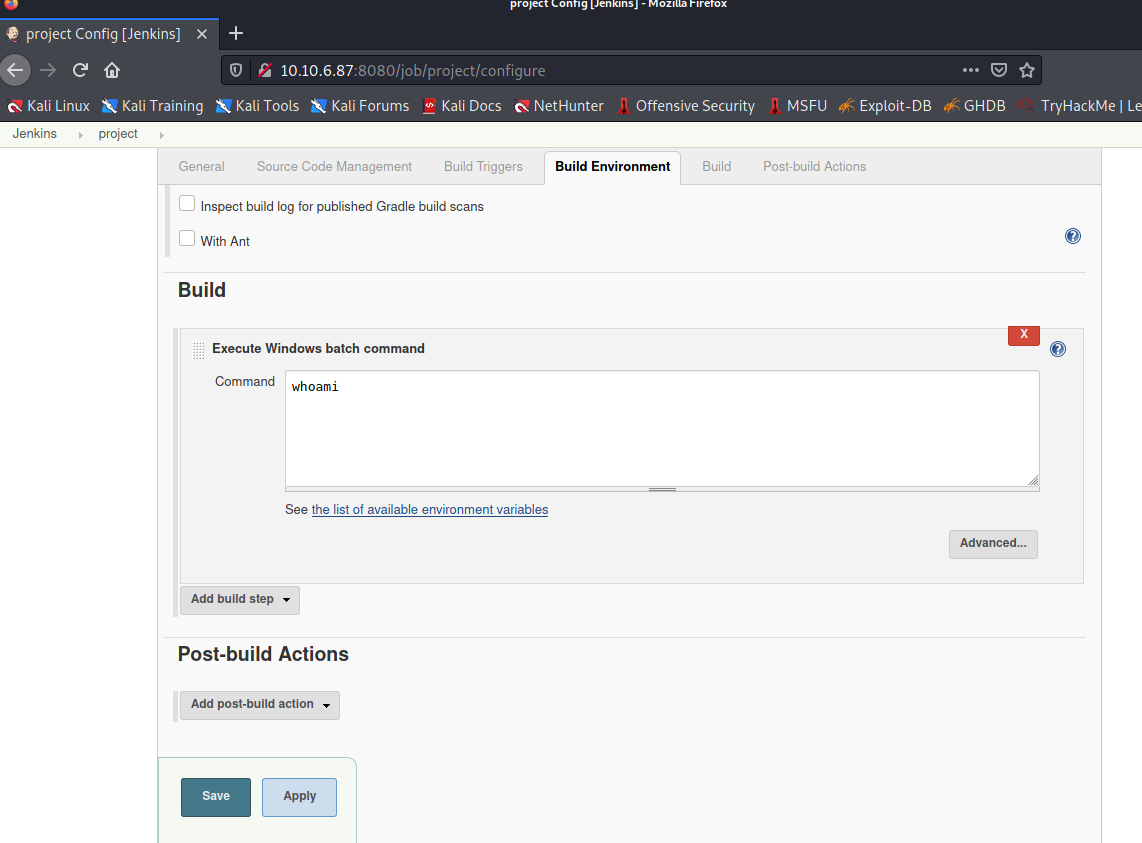 project Config [Jenkins] - Mozilla Firefox
project Config [Jenkins]
10.10.6.87:8080/job/project/configure
Kali Linux Kali Training Kali Tools Kali Forums Kali Docs NetHunter Offensive Security MSFU Exploit-DB GHDB TryHackMe | Le
Jenkins project
General Source Code Management Build Triggers Build Environment Build Post-build Actions
Inspect build log for published Gradle build scans
With Ant
?
Build
X
Execute Windows batch command
?
Command whoami
See the list of available environment variables
Advanced...
Add build step
Post-build Actions
Add post-build action
Save Apply